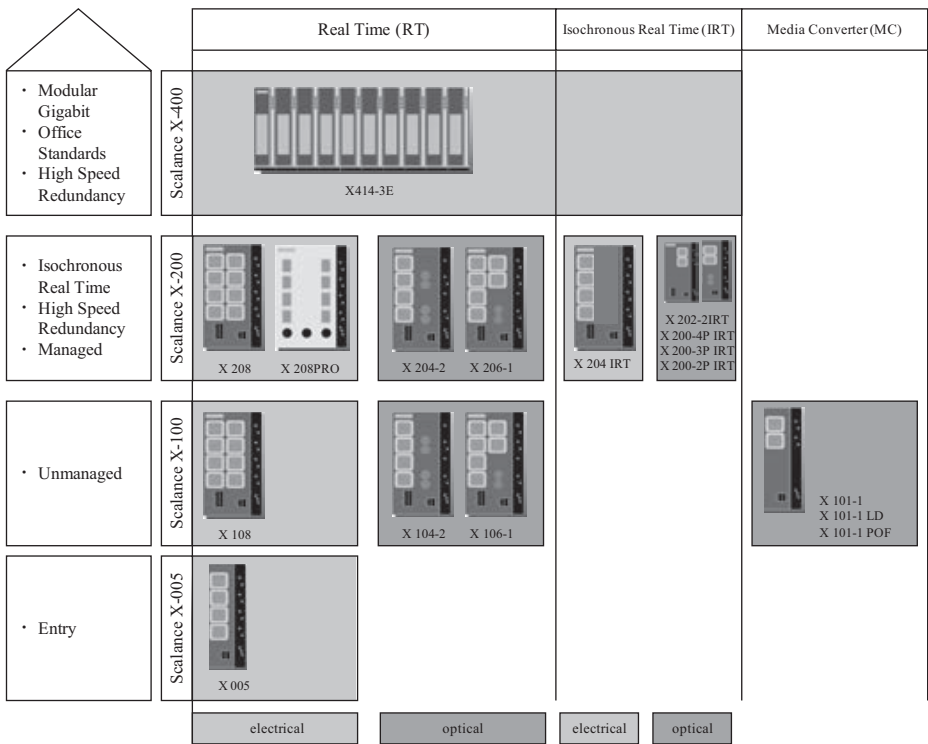 Real Time (RT)
Isochronous Real Time (IRT)
Media Converter (MC)
· Modular
Gigabit
· Office
Standards
· High Speed
Redundancy
Scalance X-400
X414-3E
· Isochronous
Real Time
· High Speed
Redundancy
· Managed
Scalance X-200
X 208
X 208PRO
X 204-2
X 206-1
X 204 IRT
X 202-2IRT
X 200-4P IRT
X 200-3P IRT
X 200-2P IRT
· Unmanaged
Scalance X-100
X 108
X 104-2
X 106-1
X 101-1
X 101-1 LD
X 101-1 POF
· Entry
Scalance X-005
X 005
electrical
optical
electrical
optical